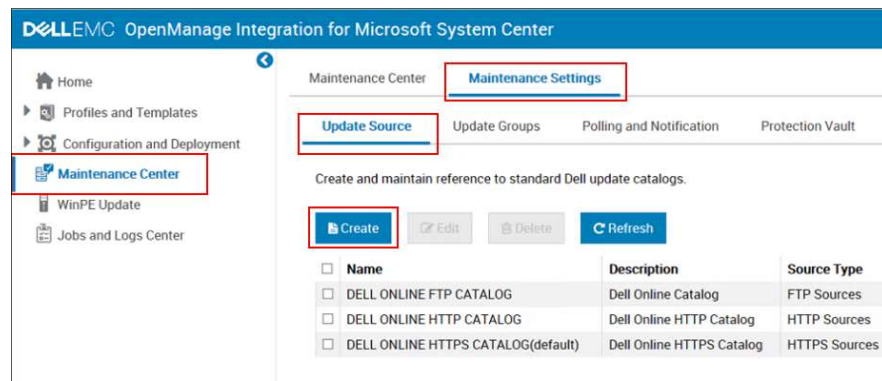 DELLEMC OpenManage Integration for Microsoft System Center
Home
Profiles and Templates
Configuration and Deployment
Maintenance Center
WinPE Update
Jobs and Logs Center
Maintenance Center Maintenance Settings
Update Source Update Groups Polling and Notification Protection Vault
Create and maintain reference to standard Dell update catalogs.
Create Edit Delete Refresh
Name Description Source Type
DELL ONLINE FTP CATALOG Dell Online Catalog FTP Sources
DELL ONLINE HTTP CATALOG Dell Online HTTP Catalog HTTP Sources
DELL ONLINE HTTPS CATALOG(default) Dell Online HTTPS Catalog HTTPS Sources